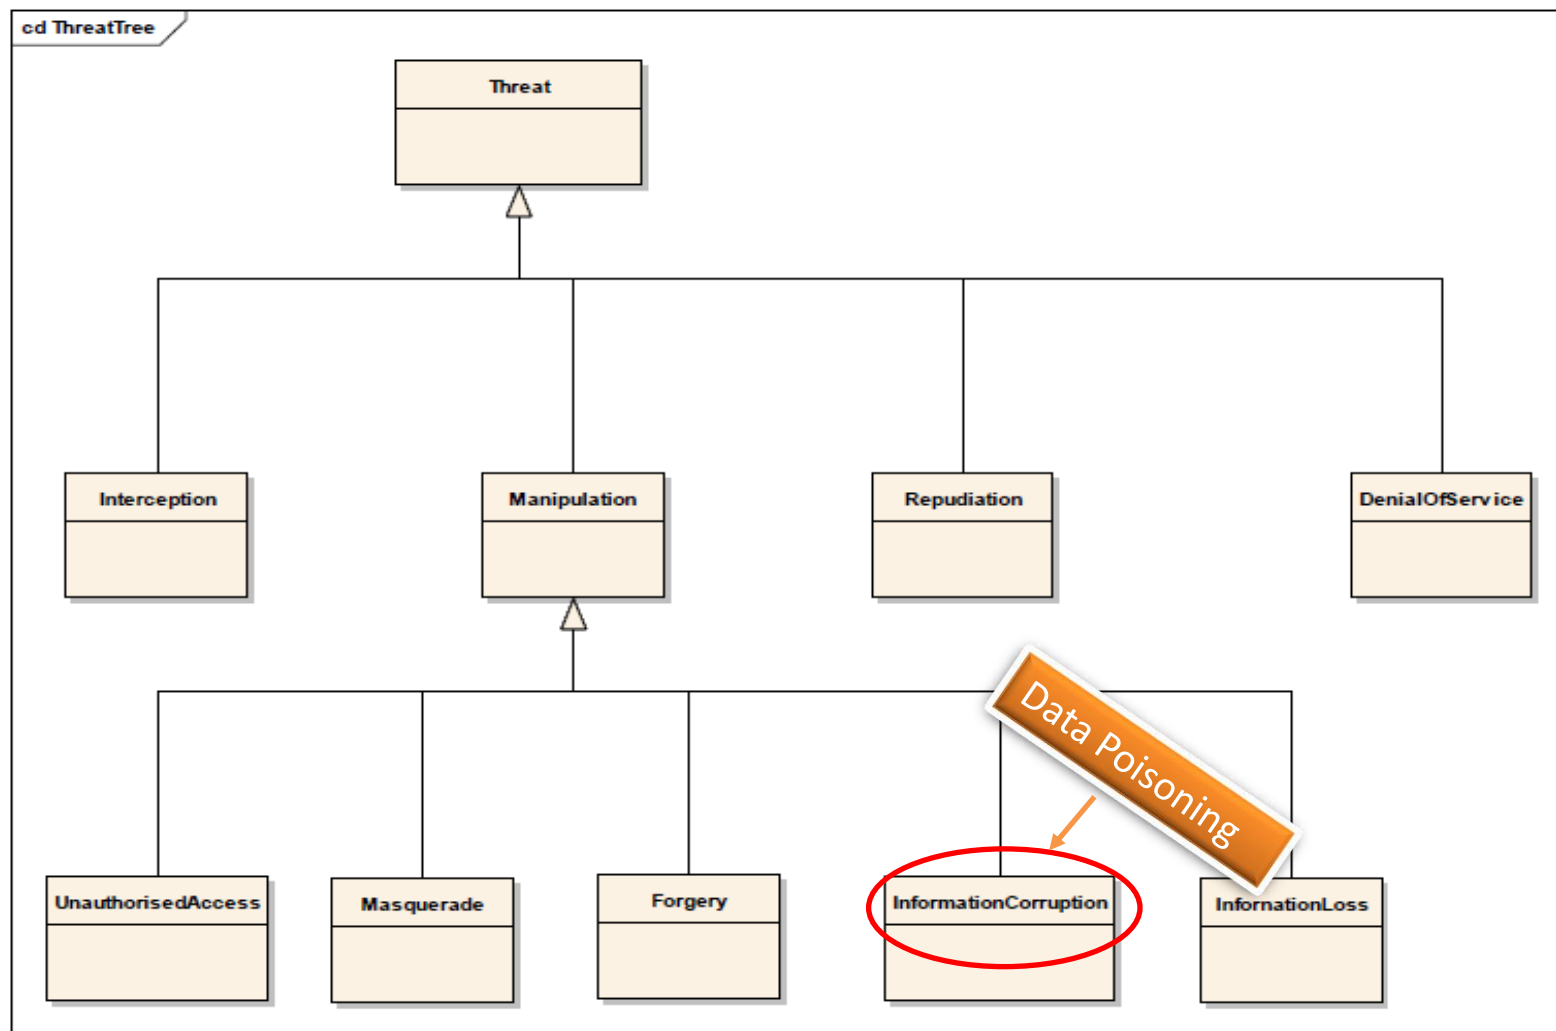 cd ThreatTree
Threat
Interception
Manipulation
Repudiation
DenialOfService
Data Poisoning
UnauthorisedAccess
Masquerade
Forgery
InformationCorruption
InfornationLoss